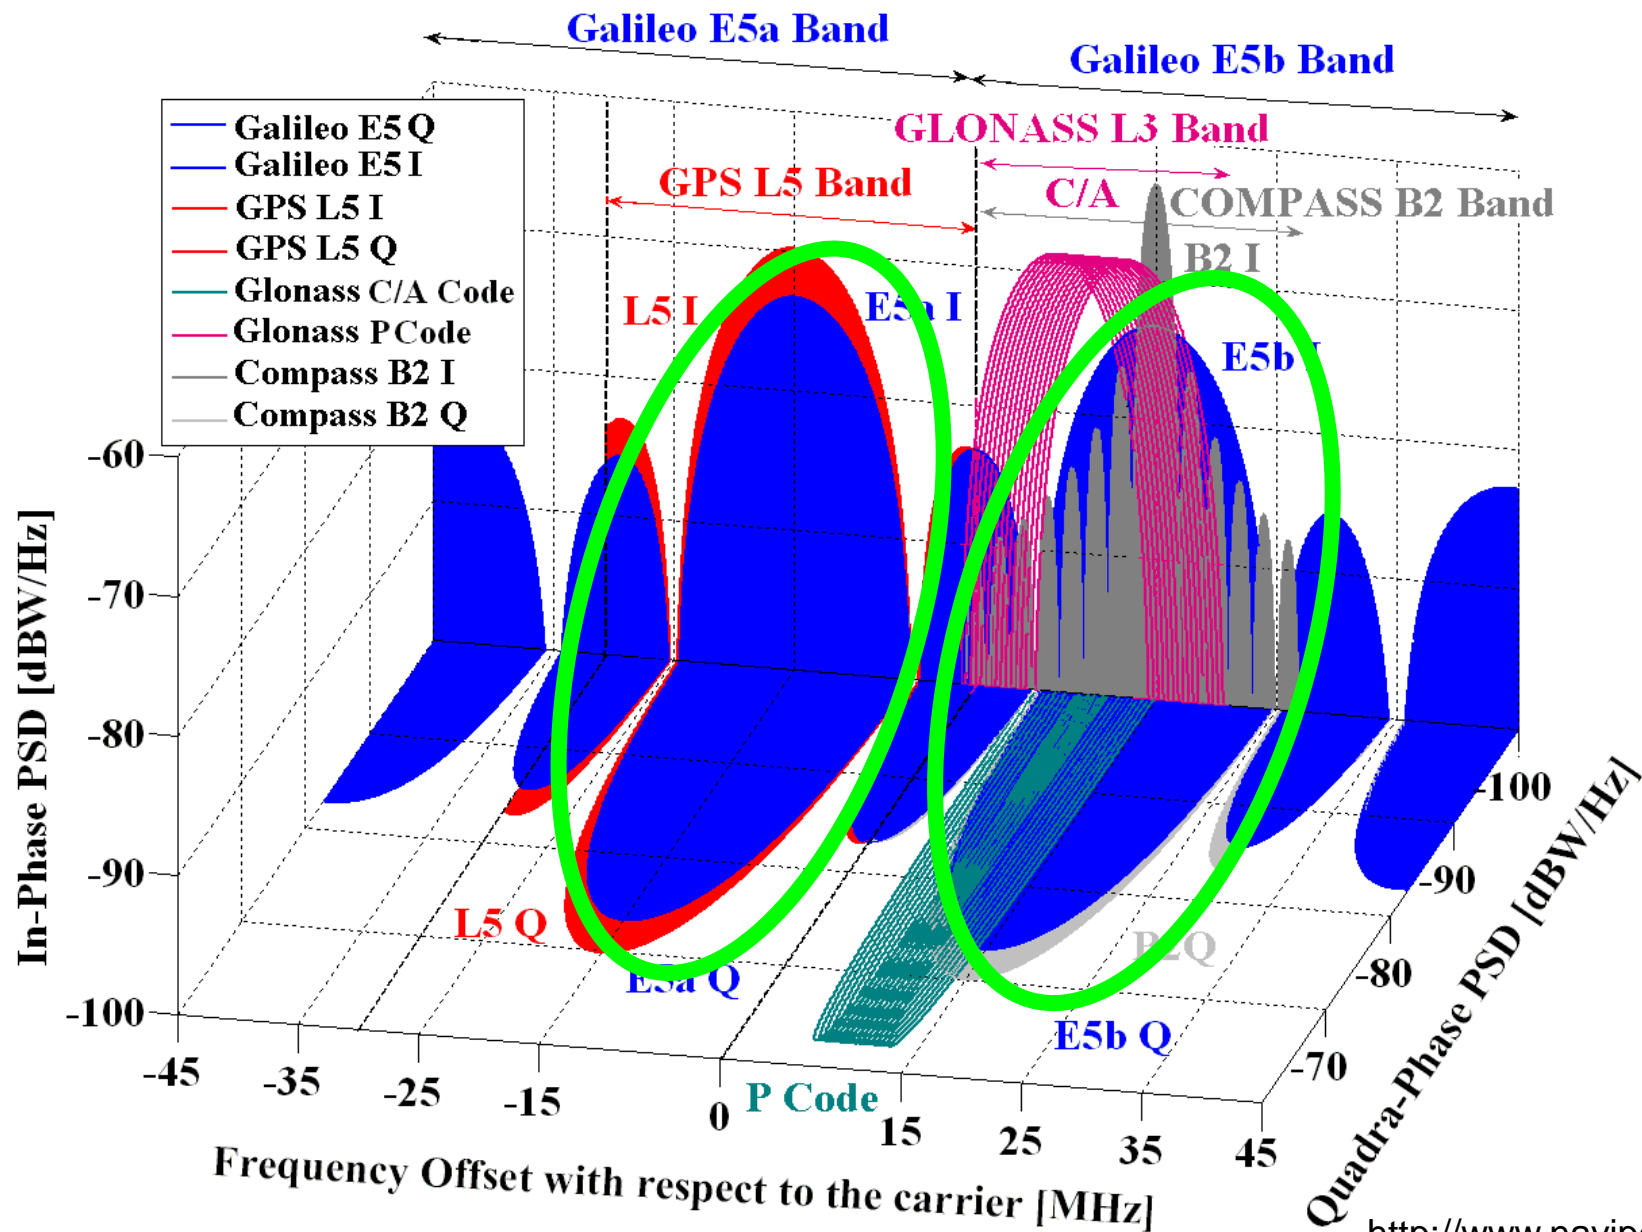 Galileo E5a Band
Galileo E5b Band
GLONASS L3 Band
GPS L5 Band
C/A
COMPASS B2 Band
B2 I
Galileo E5 Q
Galileo E5 I
GPS L5 I
GPS L5 Q
Glonass C/A Code
Glonass P Code
Compass B2 I
Compass B2 Q
L5 I
E5a I
E5b I
L5 Q
E5a Q
B2Q
E5b Q
P Code
In-Phase PSD [dBW/Hz]
-60
-70
-80
-90
-100
-45
-35
-25
-15
0
15
25
35
45
Frequency Offset with respect to the carrier [MHz]
-100
-90
-80
-70
Quadra-Phase PSD [dBW/Hz]